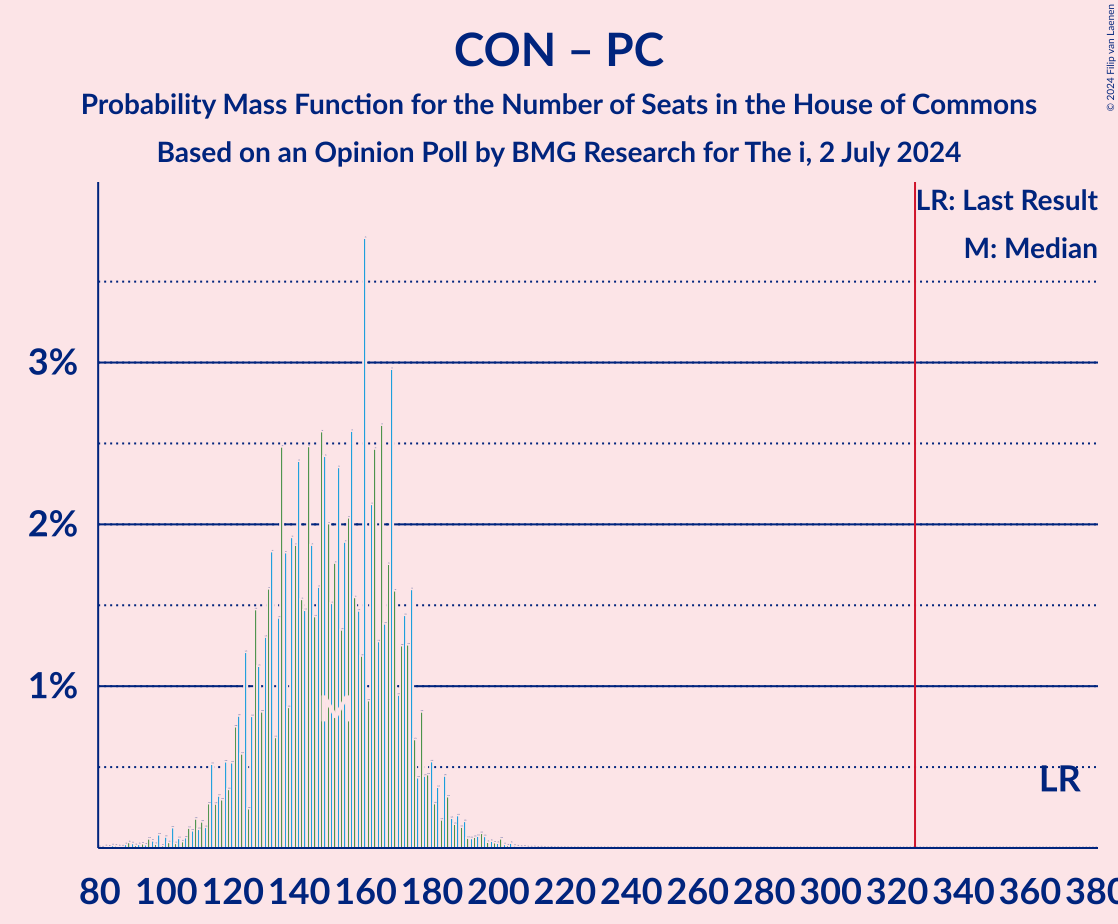 CON – PC
Probability Mass Function for the Number of Seats in the House of Commons
Based on an Opinion Poll by BMG Research for The i, 2 July 2024
© 2024 Filip van Laenen
LR: Last Result
M: Median
3%
2%
1%
M
LR
80 100 120 140 160 180 200 220 240 260 280 300 320 340 360 380